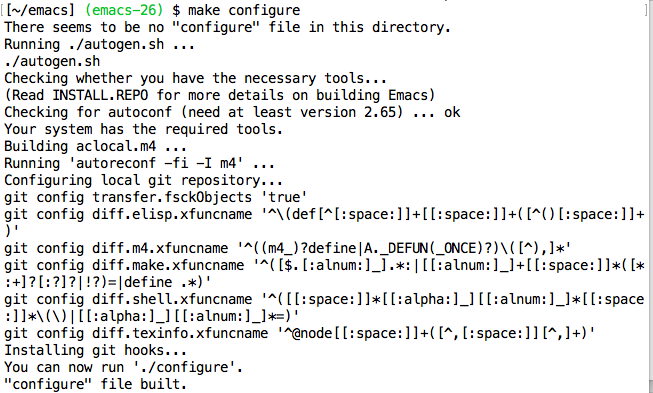 [~/emacs] (emacs-26) $ make configure
There seems to be no "configure" file in this directory.
Running ./autogen.sh ...
./autogen.sh
Checking whether you have the necessary tools...
(Read INSTALL.REPO for more details on building Emacs)
Checking for autoconf (need at least version 2.65) ... ok
Your system has the required tools.
Building aclocal.m4 ...
Running 'autoreconf -fi -I m4' ...
Configuring local git repository...
git config transfer.fsckObjects 'true'
git config diff.elisp.xfuncname '^\(def[^[:space:]]+[[:space:]]+([^()[:space:]]+
)'
git config diff.m4.xfuncname '^((m4_)?define|A._DEFUN(_ONCE)?)\([^),]*'
git config diff.make.xfuncname '^([$.[:alnum:]_].*:|[[:alnum:]_]+[[:space:]]*([*
:+]?[:?]?|!?)=|define .*)'
git config diff.shell.xfuncname '^([[:space:]]*[[:alpha:]_][[:alnum:]_]*[[:space
:]]*\(\)|[[:alpha:]_][[:alnum:]_]*=)'
git config diff.texinfo.xfuncname '^@node[[:space:]]+([^,[:space:]][^,]+)'
Installing git hooks...
You can now run './configure'.
"configure" file built.